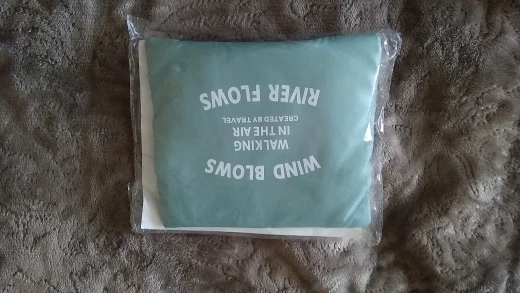 WIND BLOWS
WALKING
IN THE AIR
CREATED BY TRAVEL
RIVER FLOWS